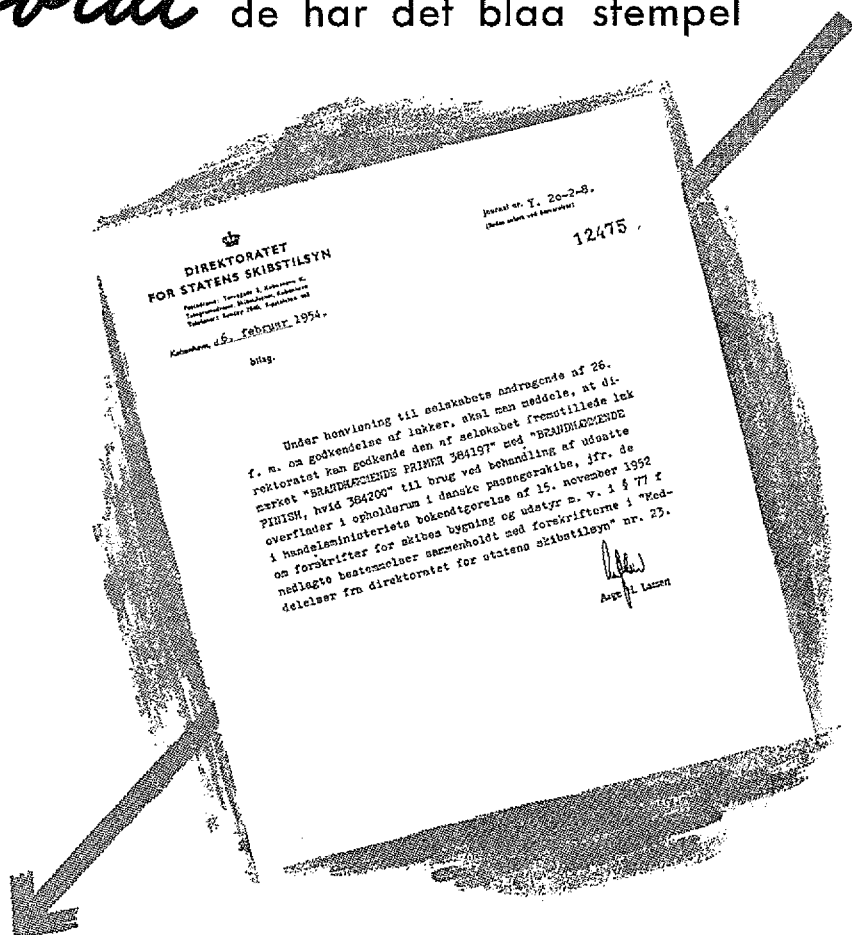 de har det blaa stempel
Journal nr. Y. 20-2-8.
12475.
DIREKTORATET
FOR STATENS SKIBSTILSYN
København, d. 6. februar 1954.
bilag.
Under henvisning til selskabets andragende af 26.
f. m. om godkendelse af lakker, skal man meddele, at di-
rektoratet kan godkende den af selskabet fremstillede lak
mærket "BRANDHÆMMENDE PRIMER 384197" med "BRANDHÆMMENDE
FINISH, hvid 384200" til brug ved behandling af udsatte
overflader i opholdsrum i danske passagerskibe, jfr. de
i handelsministeriets bekendtgørelse af 15. november 1952
om forskrifter for skibes bygning og udstyr m. v. i § 77 f
nedlagte bestemmelser sammenholdt med forskrifterne i "Med-
delelser fra direktoratet for statens skibstilsyn" nr. 23.
Aage L. Larsen